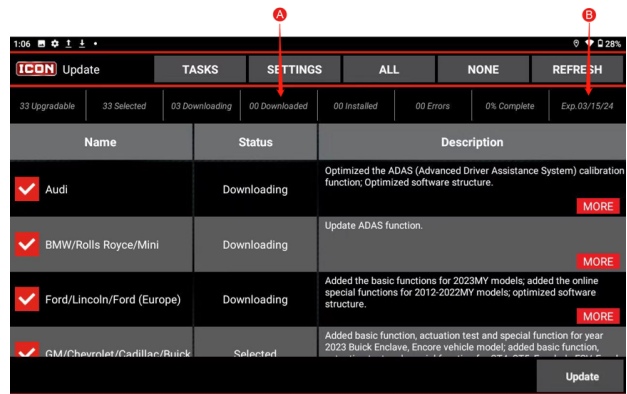 A B
1:06 28%
ICON Update TASKS SETTINGS ALL NONE REFRESH
33 Upgradable 33 Selected 03 Downloading 00 Downloaded 00 Installed 00 Errors 0% Complete Exp.03/15/24
Name Status Description
Audi Downloading
Optimized the ADAS (Advanced Driver Assistance System) calibration
function; Optimized software structure.
MORE
BMW/Rolls Royce/Mini Downloading
Update ADAS function.
MORE
Ford/Lincoln/Ford (Europe) Downloading
Added the basic functions for 2023MY models; added the online
special functions for 2012-2022MY models; optimized software
structure.
MORE
GM/Chevrolet/Cadillac/Buick Selected
Added basic function, actuation test and special function for year
2023 Buick Enclave, Encore vehicle model; added basic function,
Update